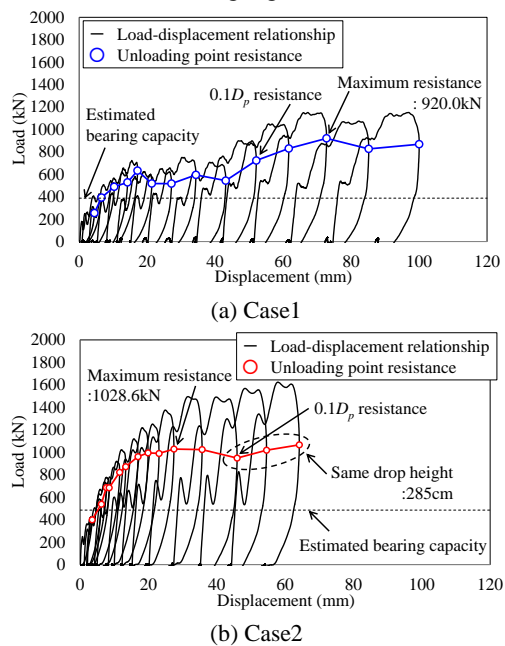 2000
1800
1600
1400
1200
1000
800
600
400
200
0
Load (kN)
Load-displacement relationship
Unloading point resistance
Maximum resistance
: 920.0kN
0.1Dp resistance
Estimated
bearing capacity
0 20 40 60 80 100 120
Displacement (mm)
(a) Case1
2000
1800
1600
1400
1200
1000
800
600
400
200
0
Load (kN)
Load-displacement relationship
Unloading point resistance
Maximum resistance
:1028.6kN
0.1Dp resistance
Same drop height
:285cm
Estimated bearing capacity
0 20 40 60 80 100 120
Displacement (mm)
(b) Case2